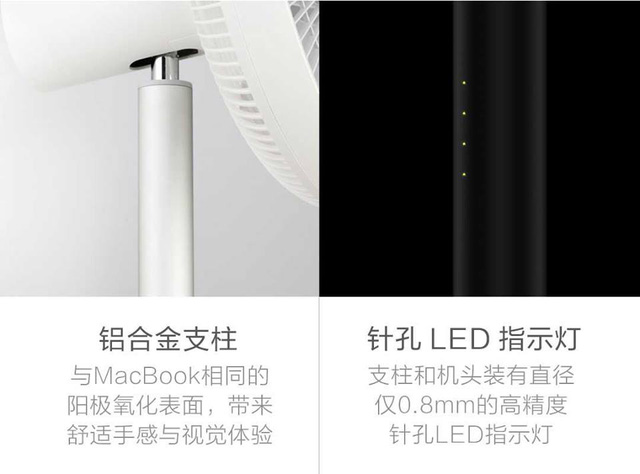 铝合金支柱
与MacBook相同的
阳极氧化表面，带来
舒适手感与视觉体验
针孔 LED 指示灯
支柱和机头装有直径
仅0.8mm的高精度
针孔LED指示灯